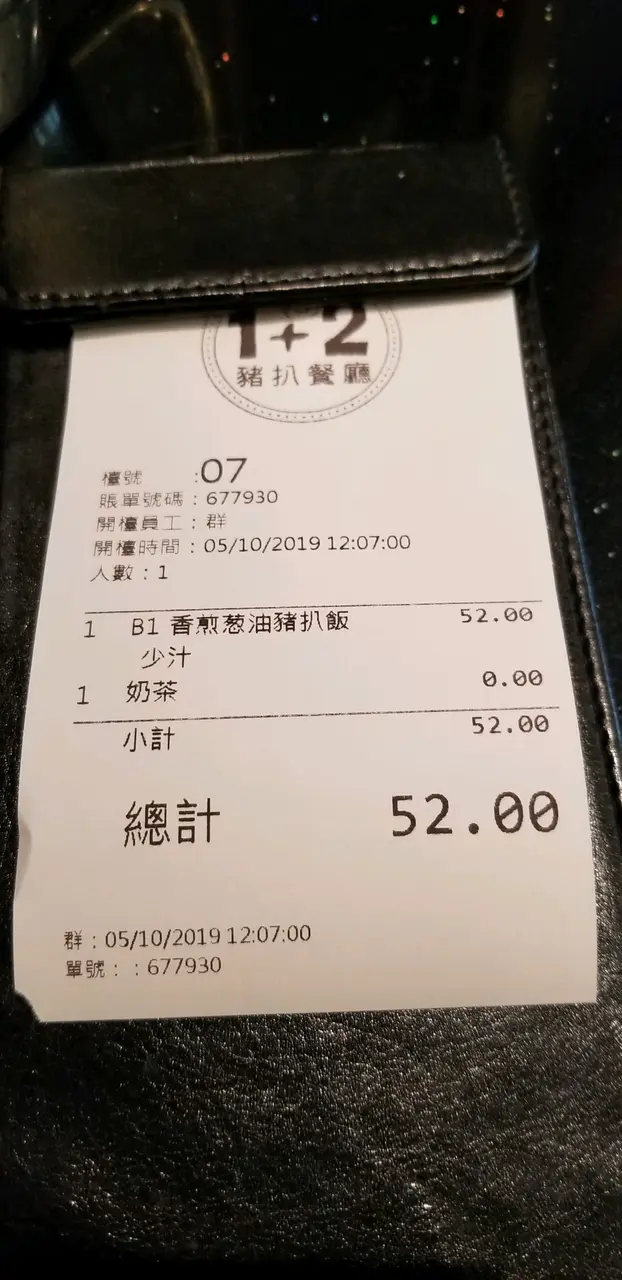 1+2
豬扒餐廳
檯號 :07
賬單號碼：677930
開檯員工：群
開檯時間：05/10/2019 12:07:00
人數：1
1 B1 香煎葱油豬扒飯 52.00
少汁
1 奶茶 0.00
小計 52.00
總計 52.00
群：05/10/2019 12:07:00
單號：：677930